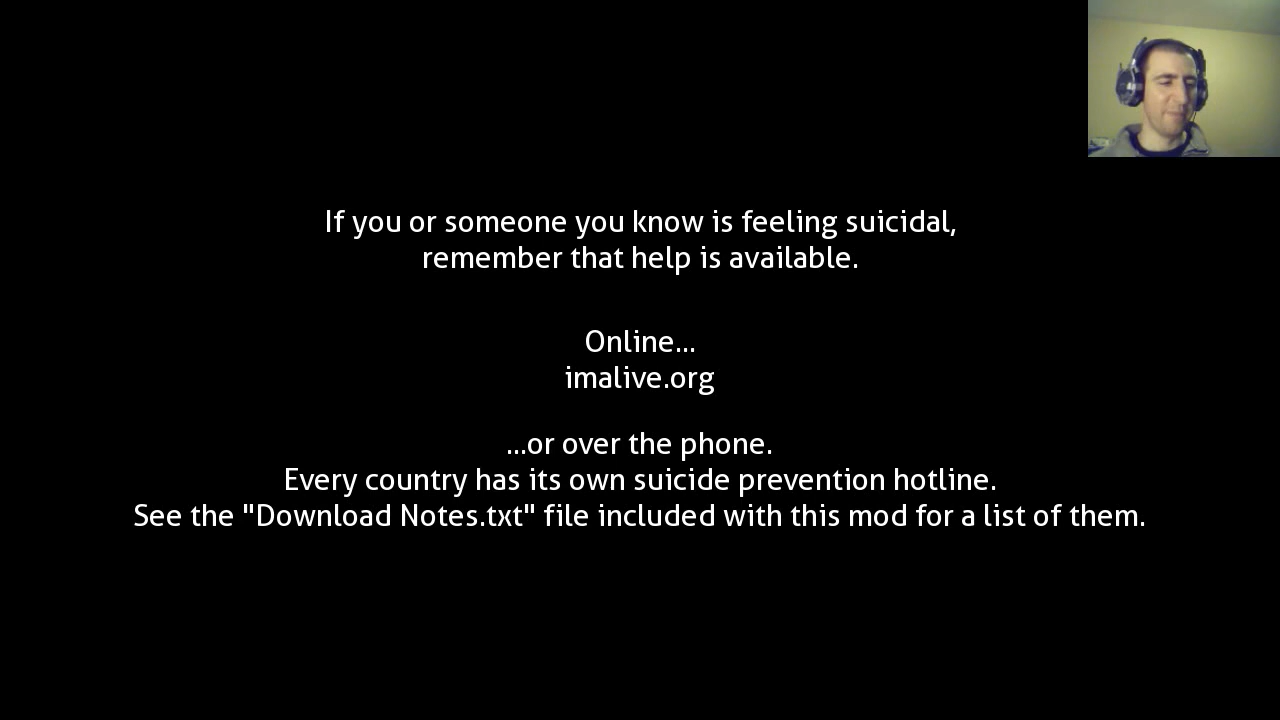 If you or someone you know is feeling suicidal,
remember that help is available.
Online...
imalive.org
...or over the phone.
Every country has its own suicide prevention hotline.
See the "Download Notes.txt" file included with this mod for a list of them.